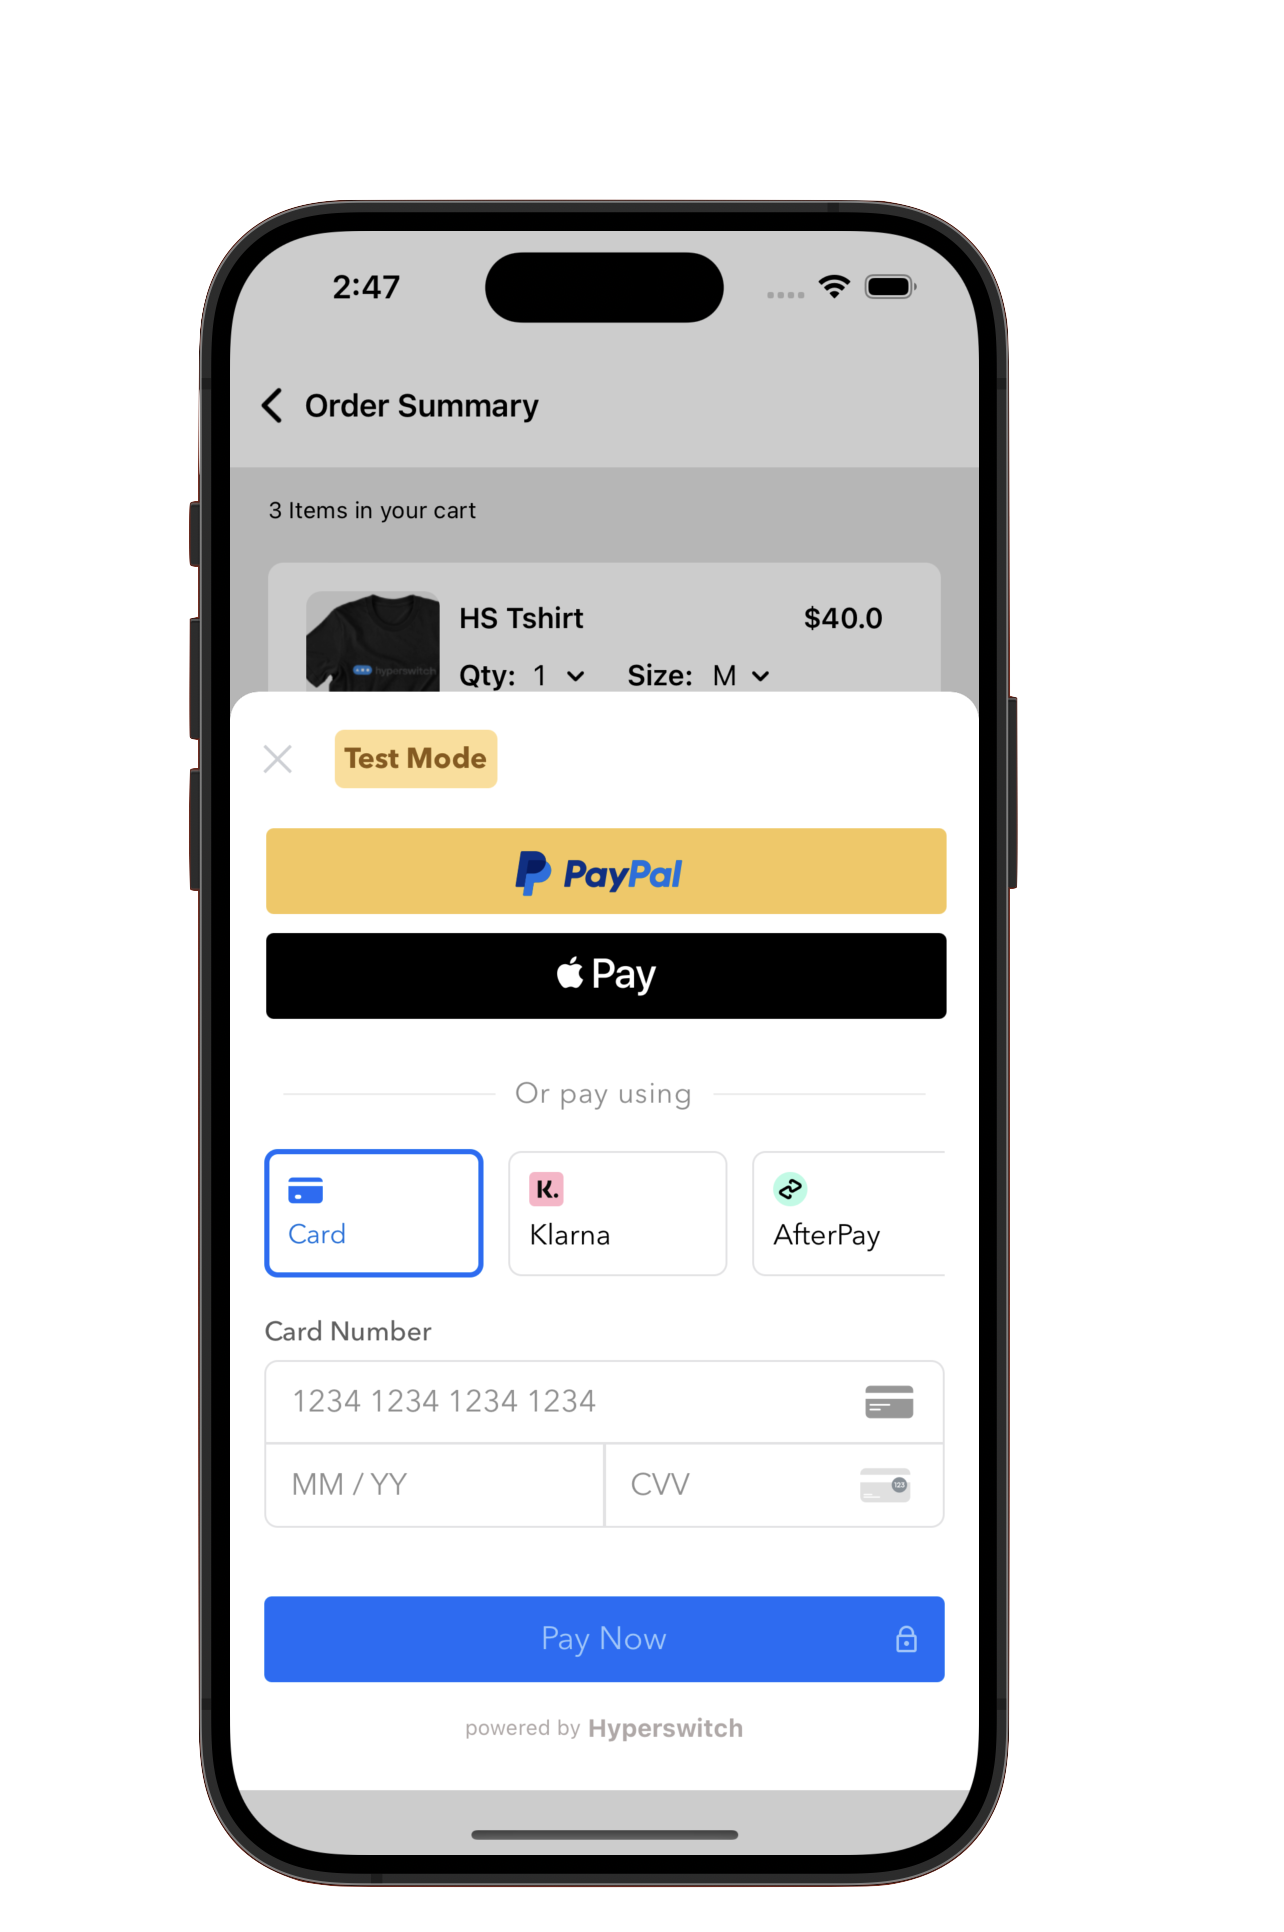 2:47
Order Summary
3 Items in your cart
HS Tshirt $40.0
hyperswitch
Qty: 1 Size: M
Test Mode
PayPal
Pay
Or pay using
K.
Card Klarna AfterPay
Card Number
1234 1234 1234 1234
MM / YY CVV
123
Pay Now
powered by Hyperswitch